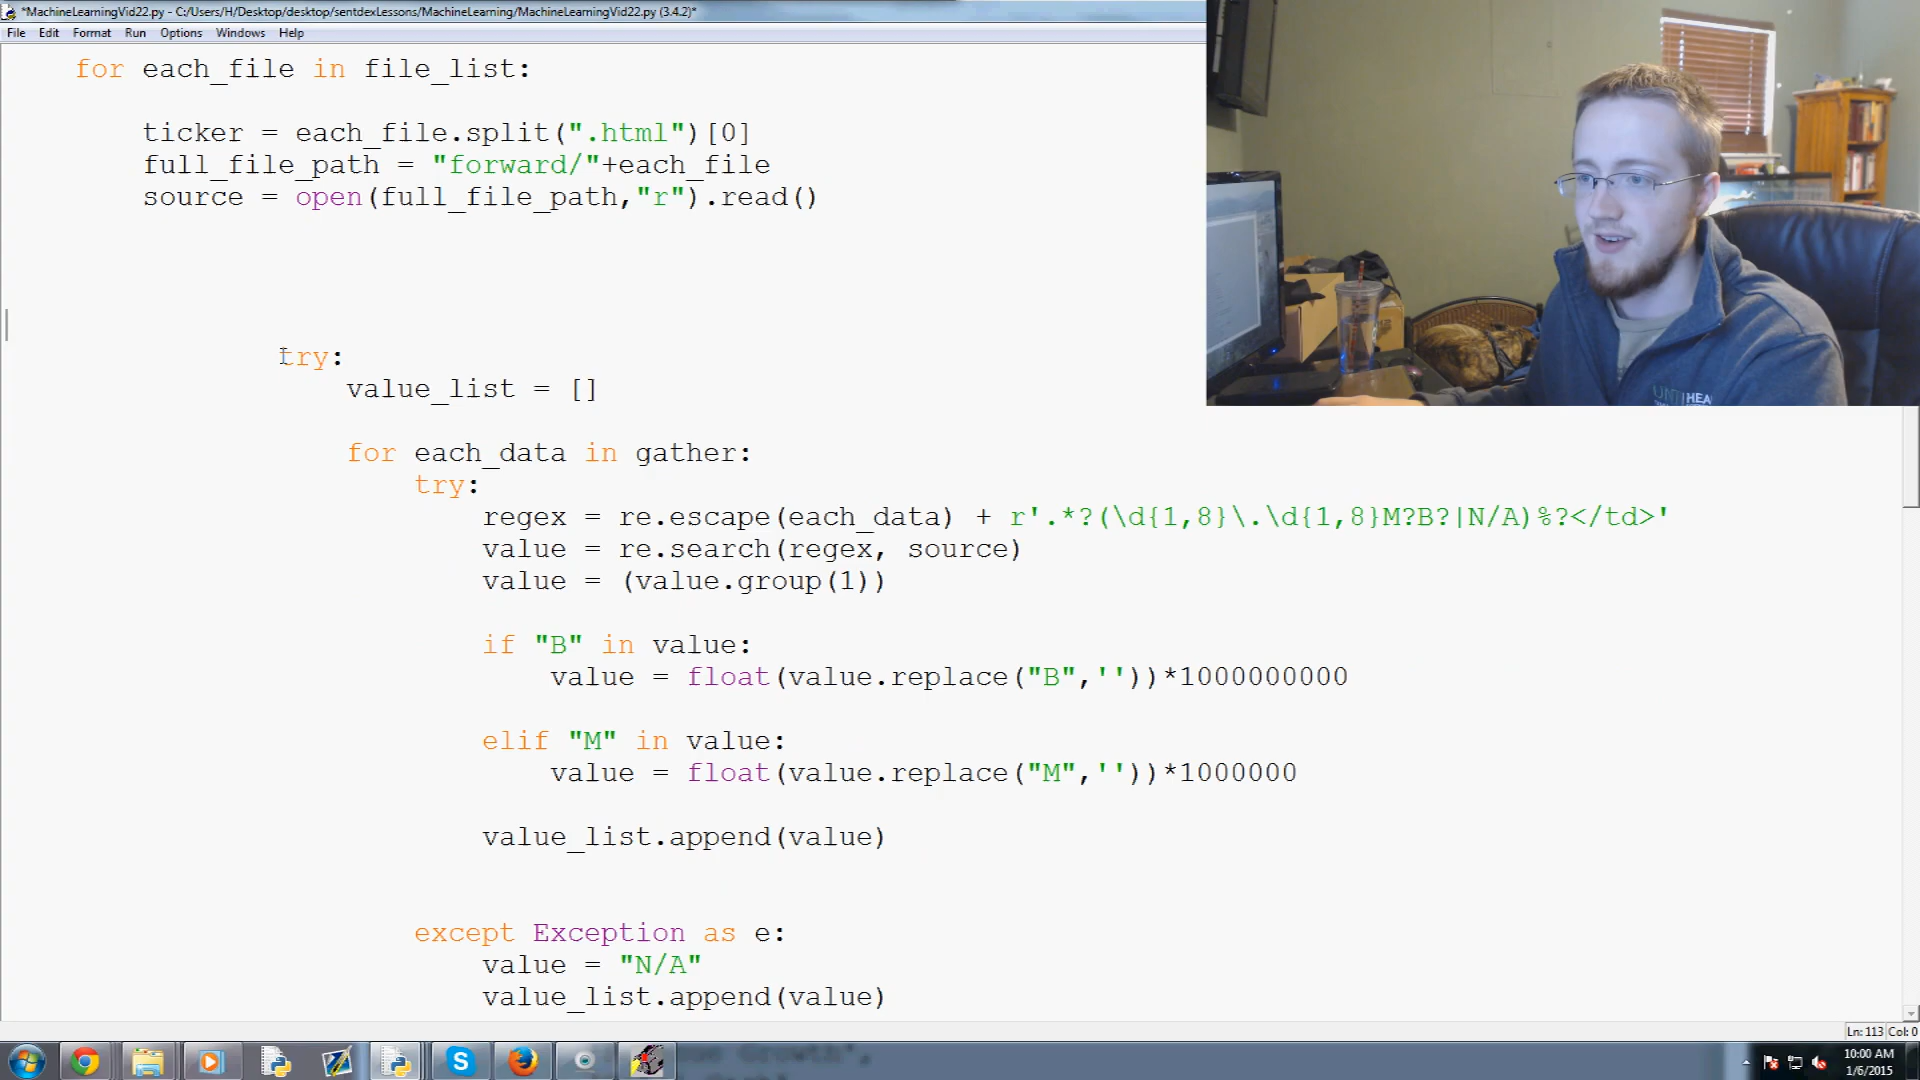 *MachineLearningVid22.py - C:/Users/H/Desktop/desktop/sentdexLessons/MachineLearning/MachineLearningVid22.py (3.4.2)*
File Edit Format Run Options Windows Help
for each_file in file_list:
ticker = each_file.split(".html")[0]
full_file_path = "forward/"+each_file
source = open(full_file_path,"r").read()
try:
value_list = []
for each_data in gather:
try:
regex = re.escape(each_data) + r'.*?(\d{1,8}\.\d{1,8}M?B?|N/A)%?</td>'
value = re.search(regex, source)
value = (value.group(1))
if "B" in value:
value = float(value.replace("B",''))*1000000000
elif "M" in value:
value = float(value.replace("M",''))*1000000
value_list.append(value)
except Exception as e:
value = "N/A"
value_list.append(value)
Ln: 113 Col: 0
Growth',
10:00 AM
1/6/2015